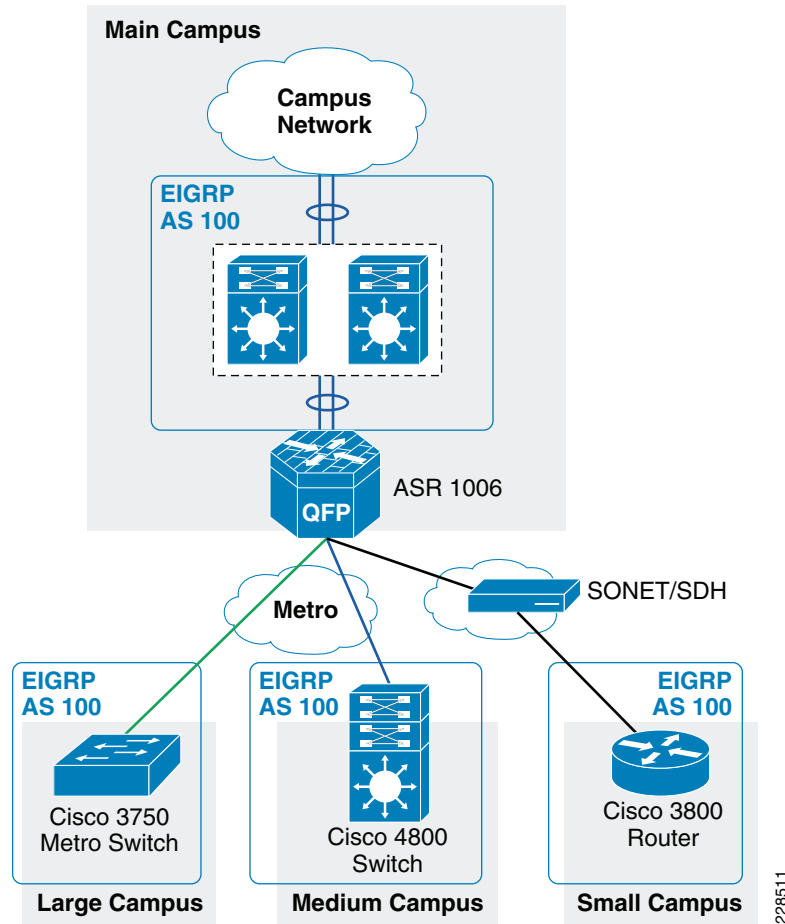 Main Campus
Campus
Network
EIGRP
AS 100
QFP
ASR 1006
Metro
SONET/SDH
EIGRP
AS 100
Cisco 3750
Metro Switch
Large Campus
EIGRP
AS 100
Cisco 4800
Switch
Medium Campus
EIGRP
AS 100
Cisco 3800
Router
Small Campus
228511